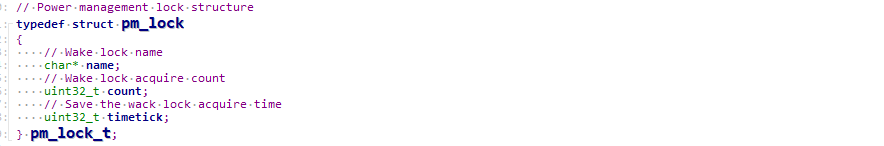 // Power management lock structure
typedef struct pm_lock
{
    // Wake lock name
    char* name;
    // Wake lock acquire count
    uint32_t count;
    // Save the wack lock acquire time
    uint32_t timetick;
} pm_lock_t;